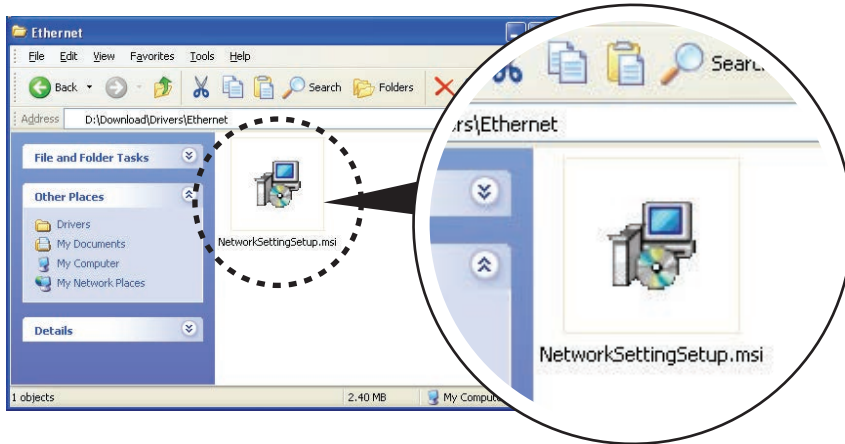 Ethernet
File Edit View Favorites Tools Help
Back Search Folders
Address D:\Download\Drivers\Ethernet
File and Folder Tasks
Other Places
Drivers
My Documents
My Computer
My Network Places
Details
NetworkSettingSetup.msi
1 objects 2.40 MB My Compute
Sear
rs\Ethernet
NetworkSettingSetup.msi